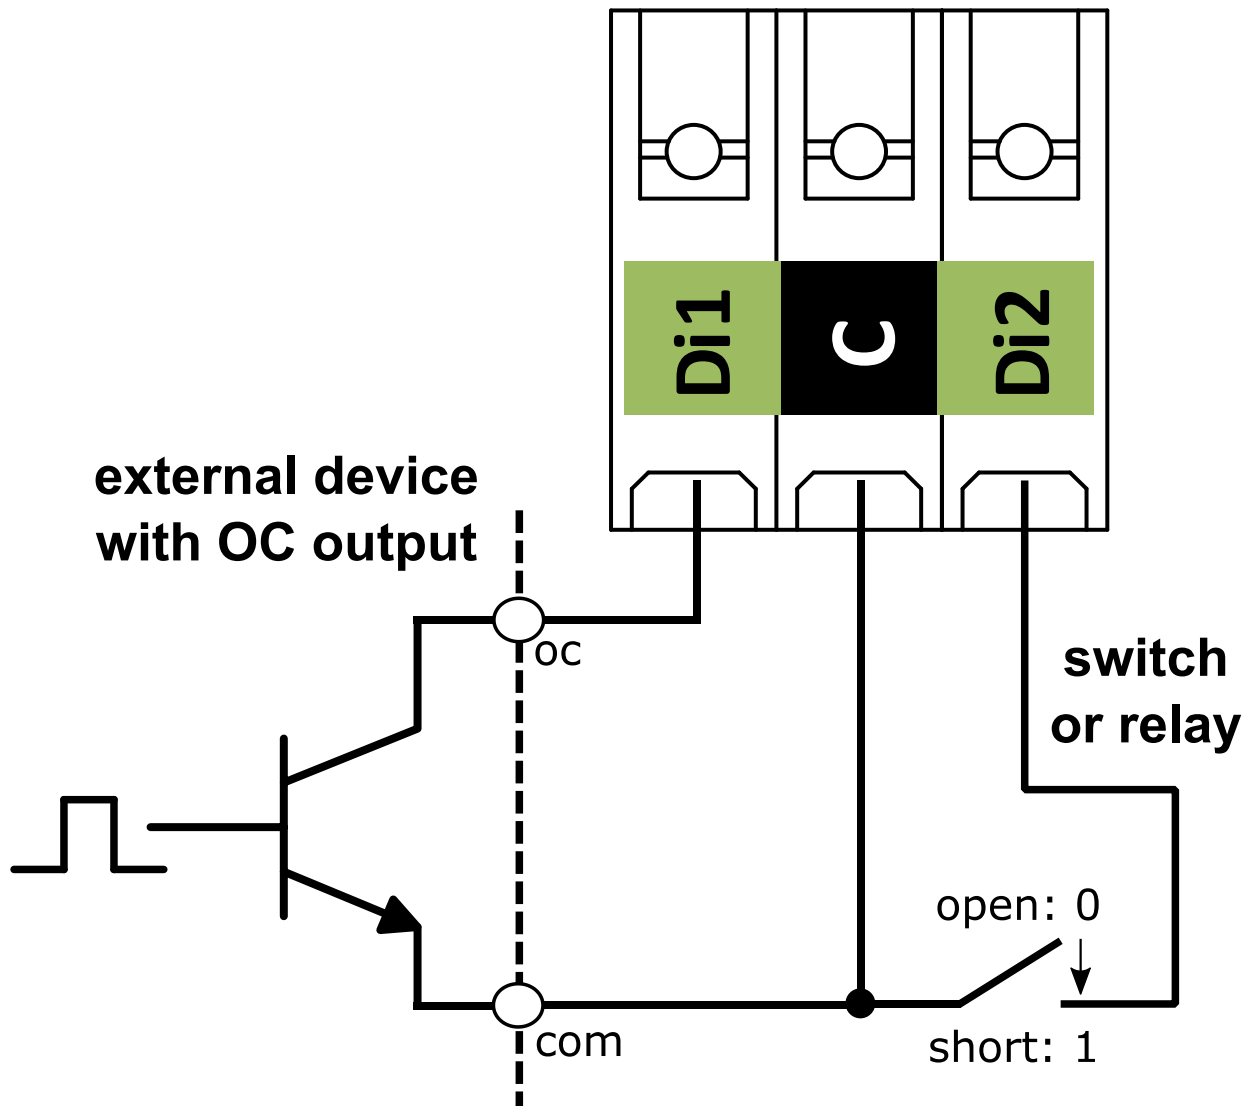 Di1
C
Di2
external device
with OC output
oc
switch
or relay
open: 0
com
short: 1